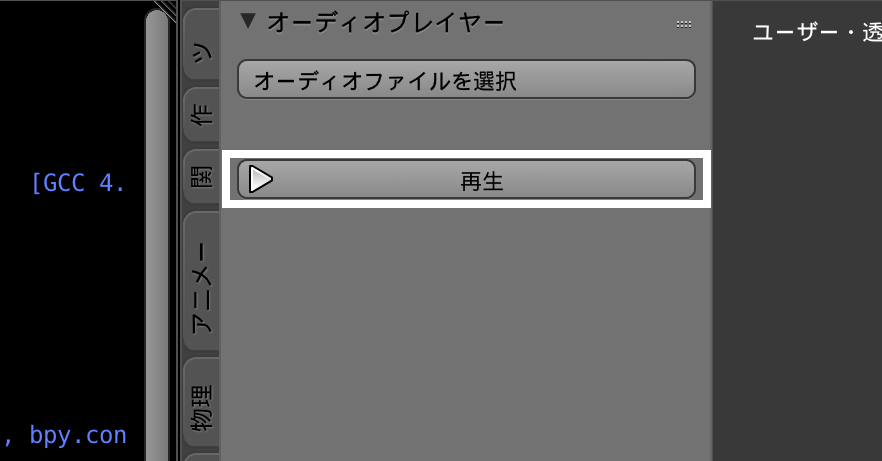 [GCC 4.
, bpy.con
ツ
作
関
アニメー
物理
オーディオプレイヤー
オーディオファイルを選択
再生
ユーザー・透